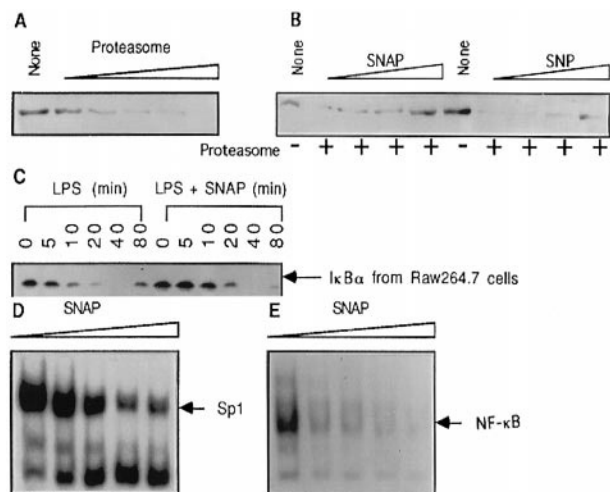 A
None
Proteasome
B
None
SNAP
None
SNP
Proteasome - + + + + - + + + +
C
LPS (min) LPS + SNAP (min)
0 5 10 20 40 80 0 5 10 20 40 80
IκBα from Raw264.7 cells
D
SNAP
Sp1
E
SNAP
NF-κB